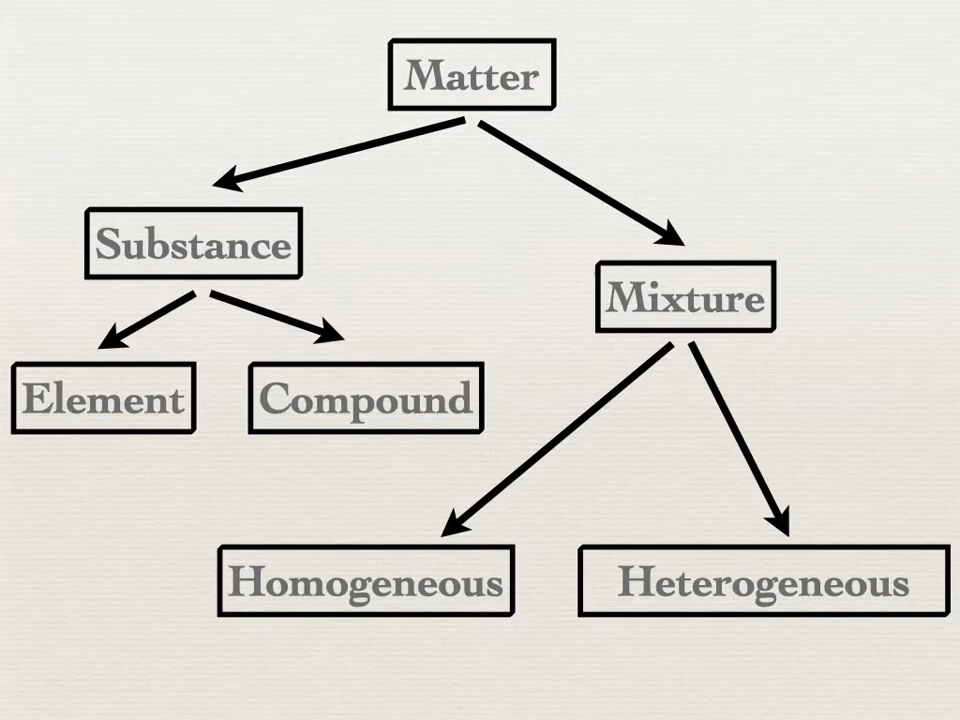 Matter
Substance
Mixture
Element
Compound
Homogeneous
Heterogeneous